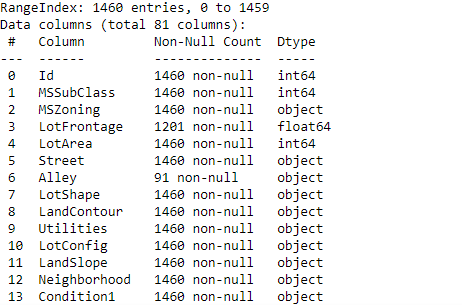 RangeIndex: 1460 entries, 0 to 1459
Data columns (total 81 columns):
 #   Column         Non-Null Count  Dtype
---  ------         --------------  -----
 0   Id             1460 non-null   int64
 1   MSSubClass     1460 non-null   int64
 2   MSZoning       1460 non-null   object
 3   LotFrontage    1201 non-null   float64
 4   LotArea        1460 non-null   int64
 5   Street         1460 non-null   object
 6   Alley          91 non-null     object
 7   LotShape       1460 non-null   object
 8   LandContour    1460 non-null   object
 9   Utilities      1460 non-null   object
 10  LotConfig      1460 non-null   object
 11  LandSlope      1460 non-null   object
 12  Neighborhood   1460 non-null   object
 13  Condition1     1460 non-null   object